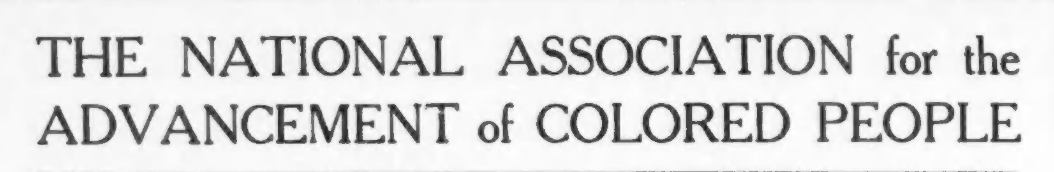 THE NATIONAL ASSOCIATION for the
ADVANCEMENT of COLORED PEOPLE